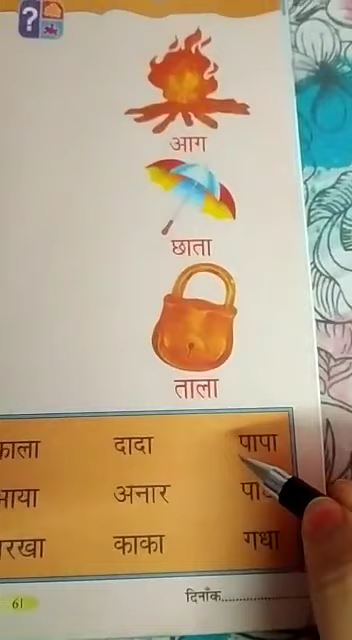 ?
आग
छाता
ताला
दादा पापा
अनार
काका गधा
61 दिनाँक..................